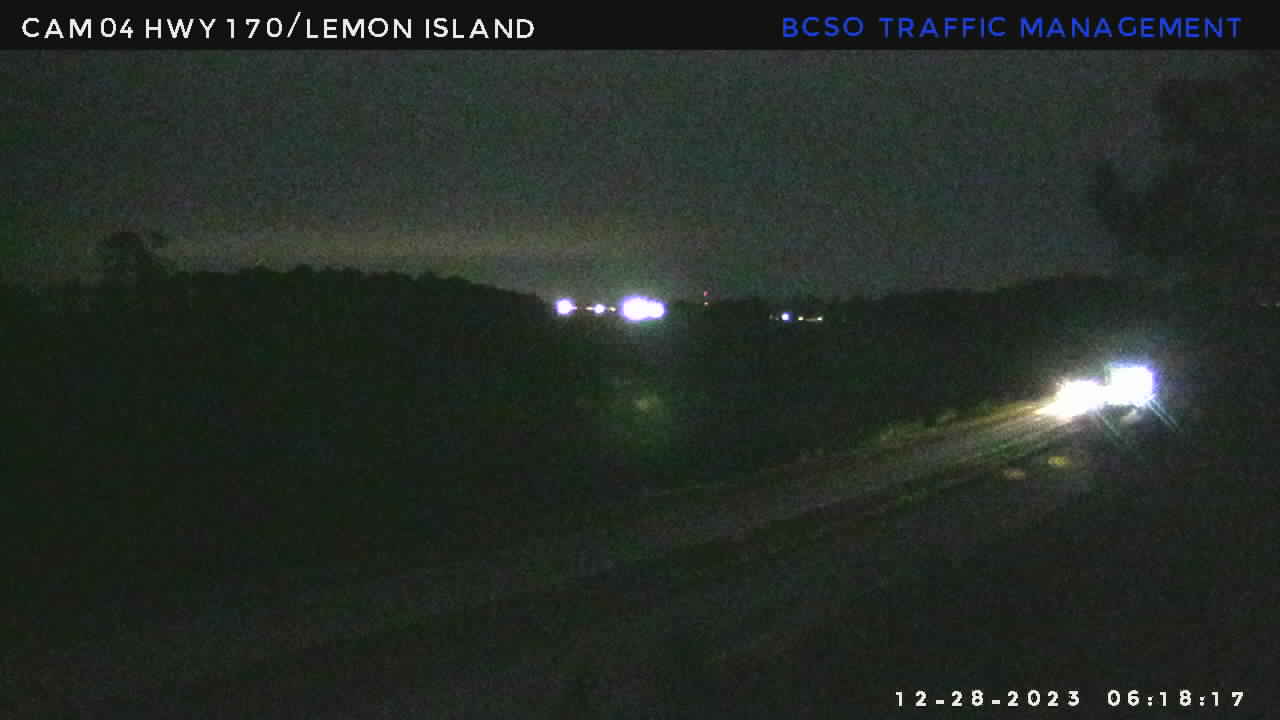 CAM04 HWY 170/LEMON ISLAND
BCSO TRAFFIC MANAGEMENT
12-28-2023 06:18:17